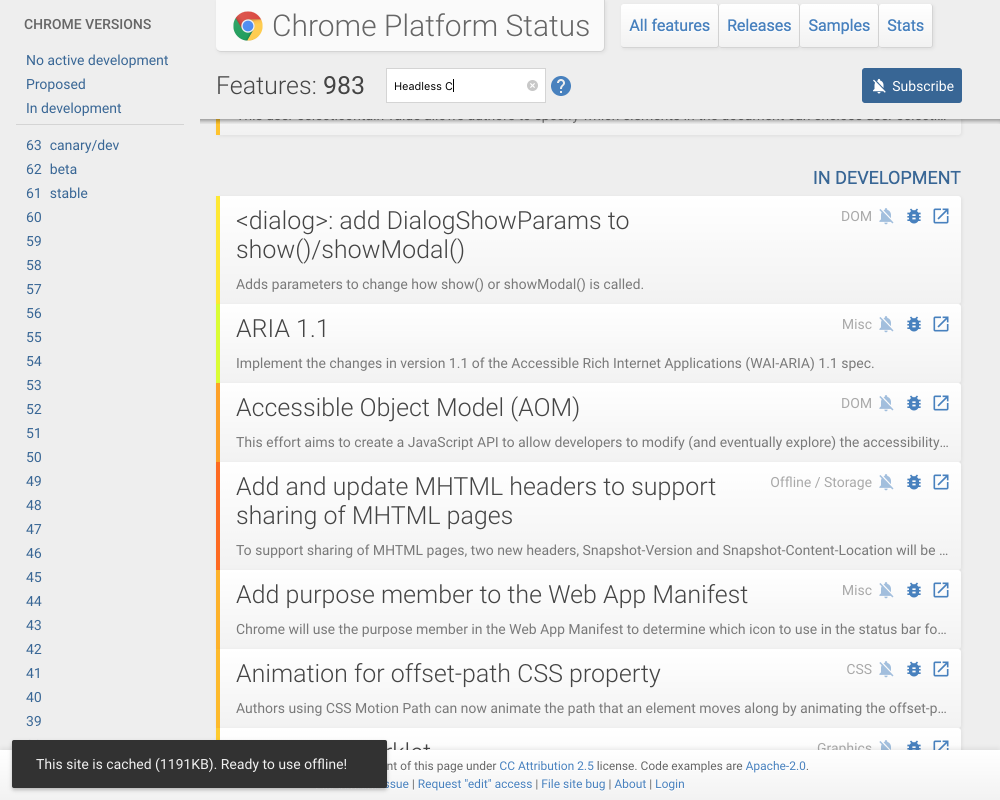 CHROME VERSIONS
No active development
Proposed
In development
63 canary/dev
62 beta
61 stable
60
59
58
57
56
55
54
53
52
51
50
49
48
47
46
45
44
43
42
41
40
39
Chrome Platform Status
All features
Releases
Samples
Stats
Features: 983
Headless C
?
Subscribe
IN DEVELOPMENT
<dialog>: add DialogShowParams to
show()/showModal()
DOM
Adds parameters to change how show() or showModal() is called.
ARIA 1.1
Misc
Implement the changes in version 1.1 of the Accessible Rich Internet Applications (WAI-ARIA) 1.1 spec.
Accessible Object Model (AOM)
DOM
This effort aims to create a JavaScript API to allow developers to modify (and eventually explore) the accessibility…
Add and update MHTML headers to support
sharing of MHTML pages
Offline / Storage
To support sharing of MHTML pages, two new headers, Snapshot-Version and Snapshot-Content-Location will be …
Add purpose member to the Web App Manifest
Misc
Chrome will use the purpose member in the Web App Manifest to determine which icon to use in the status bar fo…
Animation for offset-path CSS property
CSS
Authors using CSS Motion Path can now animate the path that an element moves along by animating the offset-p…
Graphics
This site is cached (1191KB). Ready to use offline!
of this page under CC Attribution 2.5 license. Code examples are Apache-2.0.
| Request "edit" access | File site bug | About | Login